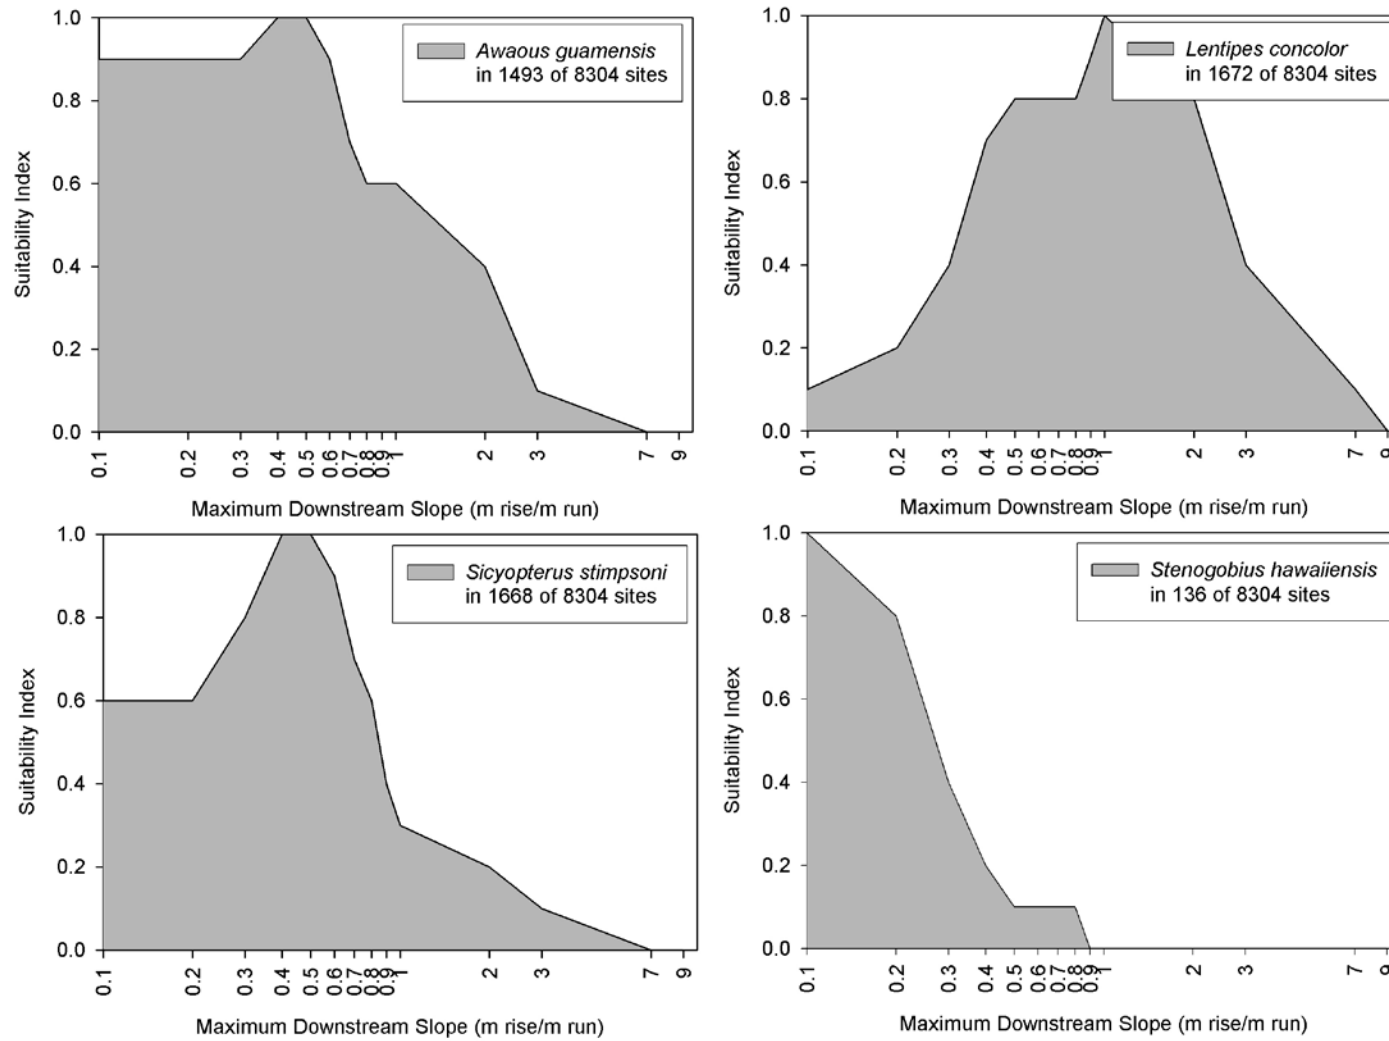 Awaous guamensis
in 1493 of 8304 sites
Suitability Index
1.0
0.8
0.6
0.4
0.2
0.0
0.1 0.2 0.3 0.4 0.5 0.6 0.7 0.8 0.9 1 2 3 7 9
Maximum Downstream Slope (m rise/m run)
Lentipes concolor
in 1672 of 8304 sites
Suitability Index
1.0
0.8
0.6
0.4
0.2
0.0
0.1 0.2 0.3 0.4 0.5 0.6 0.7 0.8 0.9 1 2 3 7 9
Maximum Downstream Slope (m rise/m run)
Sicyopterus stimpsoni
in 1668 of 8304 sites
Suitability Index
1.0
0.8
0.6
0.4
0.2
0.0
0.1 0.2 0.3 0.4 0.5 0.6 0.7 0.8 0.9 1 2 3 7 9
Maximum Downstream Slope (m rise/m run)
Stenogobius hawaiiensis
in 136 of 8304 sites
Suitability Index
1.0
0.8
0.6
0.4
0.2
0.0
0.1 0.2 0.3 0.4 0.5 0.6 0.7 0.8 0.9 1 2 3 7 9
Maximum Downstream Slope (m rise/m run)